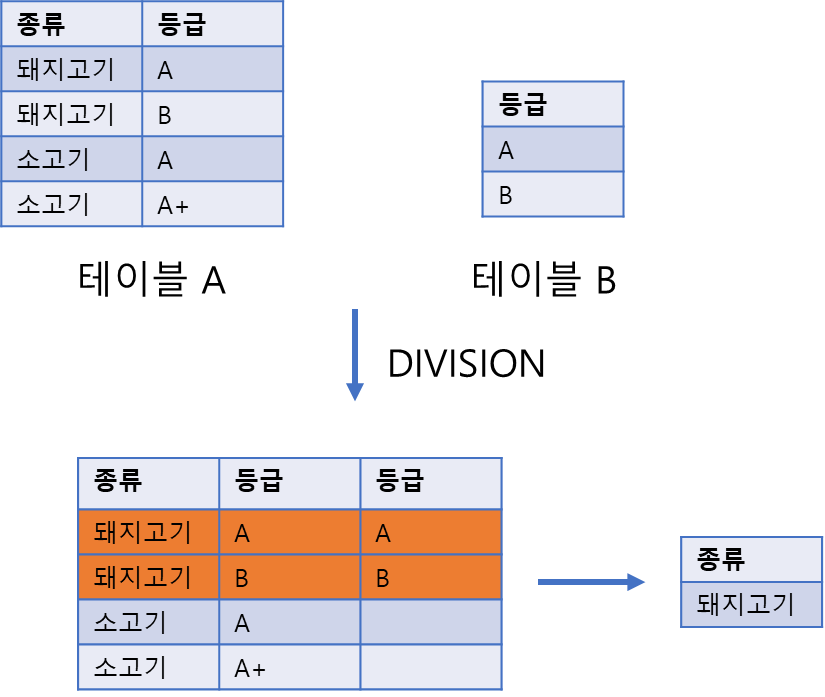 종류 등급
돼지고기 A
돼지고기 B
소고기 A
소고기 A+
테이블 A
등급
A
B
테이블 B
DIVISION
종류 등급 등급
돼지고기 A A
돼지고기 B B
소고기 A
소고기 A+
종류
돼지고기